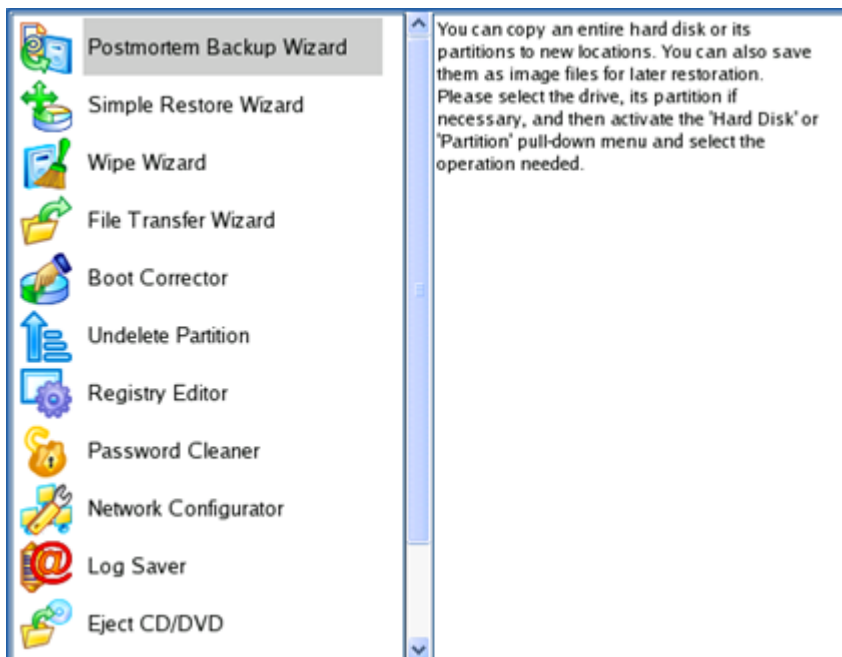 Postmortem Backup Wizard
Simple Restore Wizard
Wipe Wizard
File Transfer Wizard
Boot Corrector
Undelete Partition
Registry Editor
Password Cleaner
Network Configurator
Log Saver
Eject CD/DVD
You can copy an entire hard disk or its
partitions to new locations. You can also save
them as image files for later restoration.
Please select the drive, its partition if
necessary, and then activate the 'Hard Disk' or
'Partition' pull-down menu and select the
operation needed.